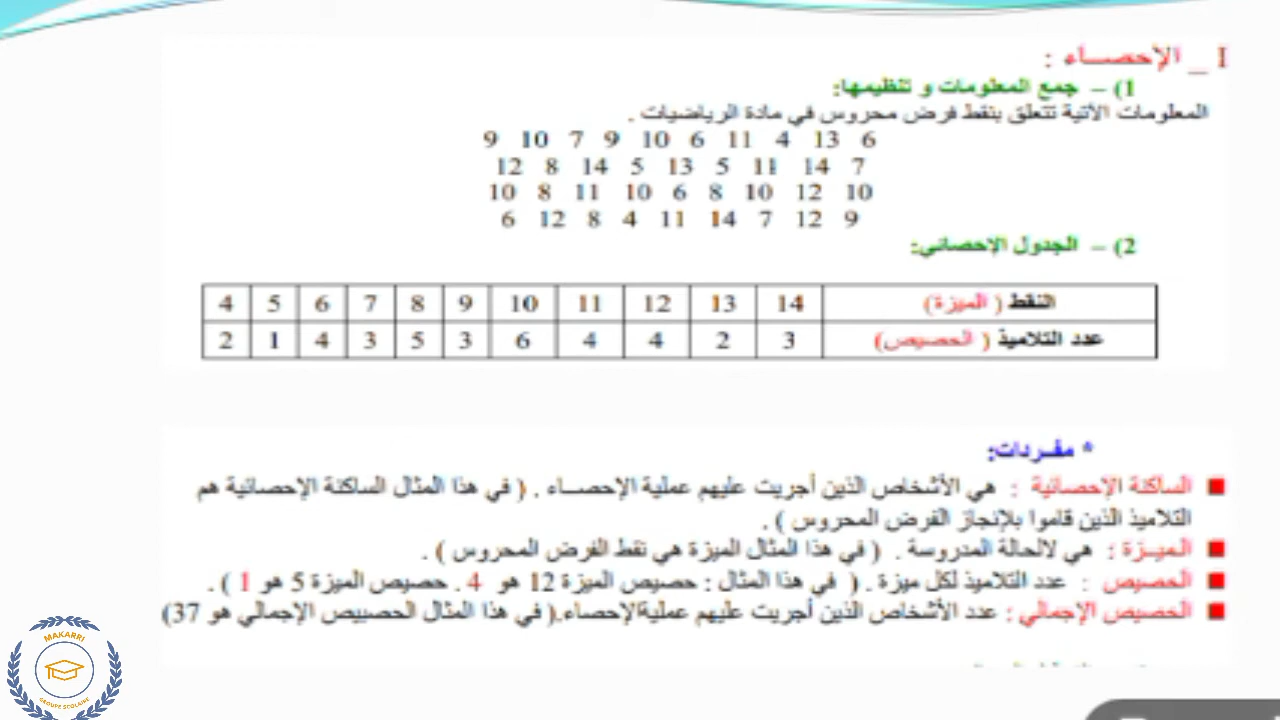 I _ الإحصــاء :
1) – جمع المعلومات و تنظيمها:
المعلومات الآتية تتعلق بنقط فرض محروس في مادة الرياضيات .
9 10 7 9 10 6 11 4 13 6
12 8 14 5 13 5 11 14 7
10 8 11 10 6 8 10 12 10
6 12 8 4 11 14 7 12 9
2) – الجدول الإحصائي:
4 5 6 7 8 9 10 11 12 13 14 النقط ( الميزة)
2 1 4 3 5 3 6 4 4 2 3 عدد التلاميذ ( الحصيص)
* مفـردات:
الساكنة الإحصائية : هي الأشخاص الذين أجريت عليهم عملية الإحصــاء . ( في هذا المثال الساكنة الإحصائية هم
التلاميذ الذين قاموا بلإنجاز الفرض المحروس ) .
الميـزة : هي لالحالة المدروسة . ( في هذا المثال الميزة هي نقط الفرض المحروس ) .
الحصيص : عدد التلاميذ لكل ميزة . ( في هذا المثال : حصيص الميزة 12 هو 4 . حصيص الميزة 5 هو 1 ) .
الحصيص الإجمالي : عدد الأشخاص الذين أجريت عليهم عمليةالإحصاء.( في هذا المثال الحصييص الإجمالي هو 37)
MAKARRI
GROUPE SCOLAIRE